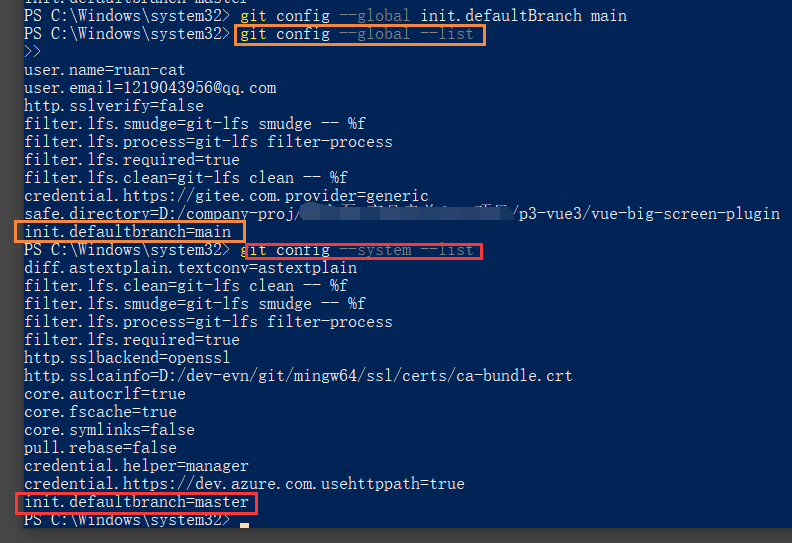 init.defaultbranch=master
PS C:\Windows\system32> git config --global init.defaultBranch main
PS C:\Windows\system32> git config --global --list
>>
user.name=ruan-cat
user.email=1219043956@qq.com
http.sslverify=false
filter.lfs.smudge=git-lfs smudge -- %f
filter.lfs.process=git-lfs filter-process
filter.lfs.required=true
filter.lfs.clean=git-lfs clean -- %f
credential.https://gitee.com.provider=generic
safe.directory=D:/company-proj/ /p3-vue3/vue-big-screen-plugin
init.defaultbranch=main
PS C:\Windows\system32> git config --system --list
diff.astextplain.textconv=astextplain
filter.lfs.clean=git-lfs clean -- %f
filter.lfs.smudge=git-lfs smudge -- %f
filter.lfs.process=git-lfs filter-process
filter.lfs.required=true
http.sslbackend=openssl
http.sslcainfo=D:/dev-evn/git/mingw64/ssl/certs/ca-bundle.crt
core.autocrlf=true
core.fscache=true
core.symlinks=false
pull.rebase=false
credential.helper=manager
credential.https://dev.azure.com.usehttppath=true
init.defaultbranch=master
PS C:\Windows\system32>